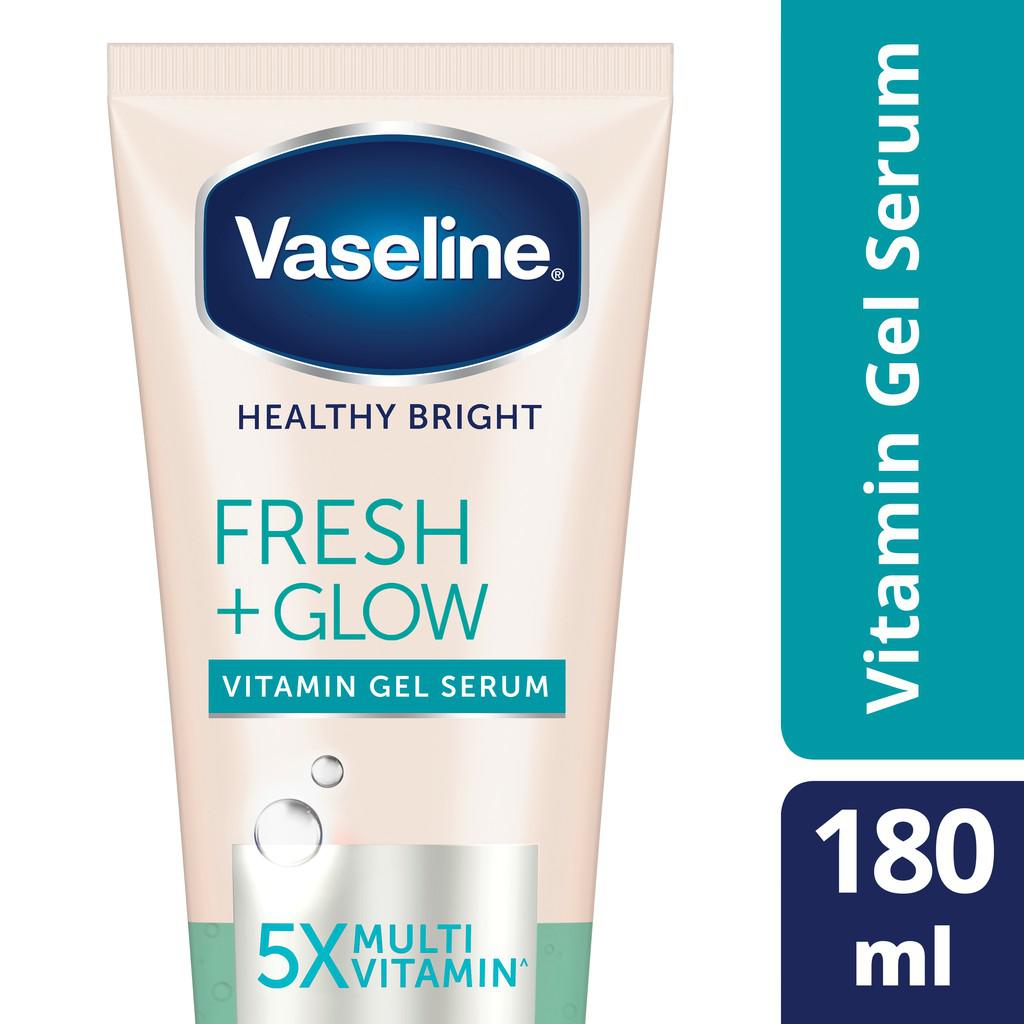 Vaseline®
HEALTHY BRIGHT
FRESH
+GLOW
VITAMIN GEL SERUM
5X MULTI
VITAMIN^
Vitamin Gel Serum
180
ml